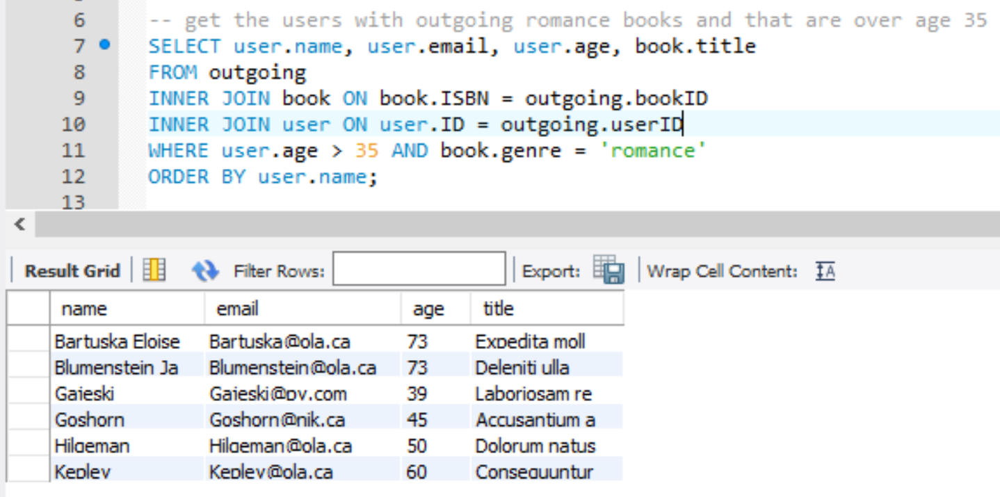 6 -- get the users with outgoing romance books and that are over age 35
7 SELECT user.name, user.email, user.age, book.title
8 FROM outgoing
9 INNER JOIN book ON book.ISBN = outgoing.bookID
10 INNER JOIN user ON user.ID = outgoing.userID
11 WHERE user.age > 35 AND book.genre = 'romance'
12 ORDER BY user.name;
13
Result Grid Filter Rows: Export: Wrap Cell Content:
name email age title
Bartuska Eloise Bartuska@ola.ca 73 Expedita moll
Blumenstein Ja Blumenstein@ola.ca 73 Deleniti ulla
Gajeski Gajeski@pv.com 39 Laboriosam re
Goshorn Goshorn@nik.ca 45 Accusantium a
Hilgeman Hilgeman@ola.ca 50 Dolorum natus
Kepley Kepley@ola.ca 60 Consequuntur